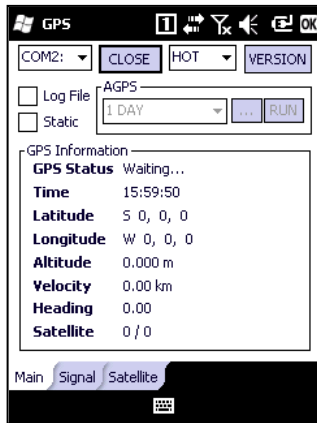 GPS 1 OK
COM2: CLOSE HOT VERSION
Log File
Static
AGPS
1 DAY ... RUN
GPS Information
GPS Status Waiting...
Time 15:59:50
Latitude S 0, 0, 0
Longitude W 0, 0, 0
Altitude 0.000 m
Velocity 0.00 km
Heading 0.00
Satellite 0 / 0
Main Signal Satellite